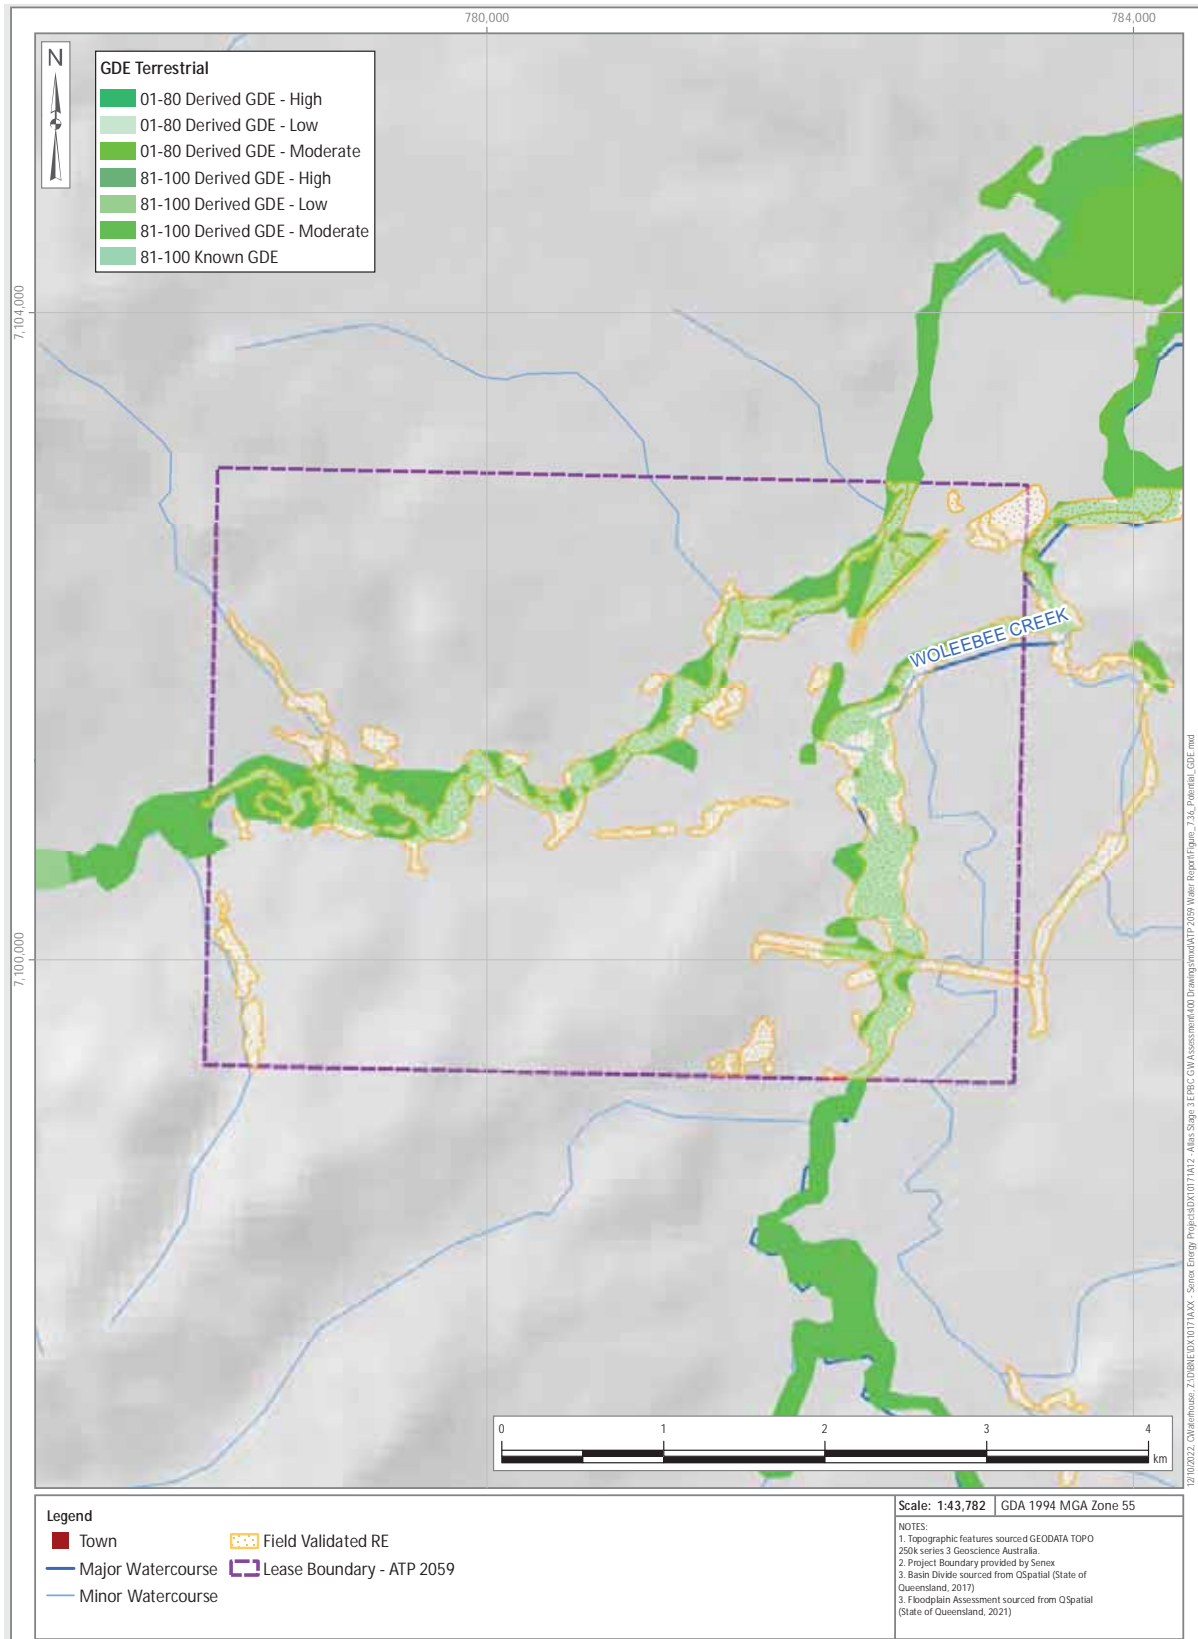 780,000
784,000
N
GDE Terrestrial
01-80 Derived GDE - High
01-80 Derived GDE - Low
01-80 Derived GDE - Moderate
81-100 Derived GDE - High
81-100 Derived GDE - Low
81-100 Derived GDE - Moderate
81-100 Known GDE
7,104,000
WOLEEBEE CREEK
7,100,000
0 1 2 3 4
km
Legend
Town
Major Watercourse
Minor Watercourse
Field Validated RE
Lease Boundary - ATP 2059
Scale: 1:43,782
GDA 1994 MGA Zone 55
NOTES:
1. Topographic features sourced GEODATA TOPO
250k series 3 Geoscience Australia.
2. Project Boundary provided by Senex
3. Basin Divide sourced from QSpatial (State of
Queensland, 2017)
3. Floodplain Assessment sourced from QSpatial
(State of Queensland, 2021)